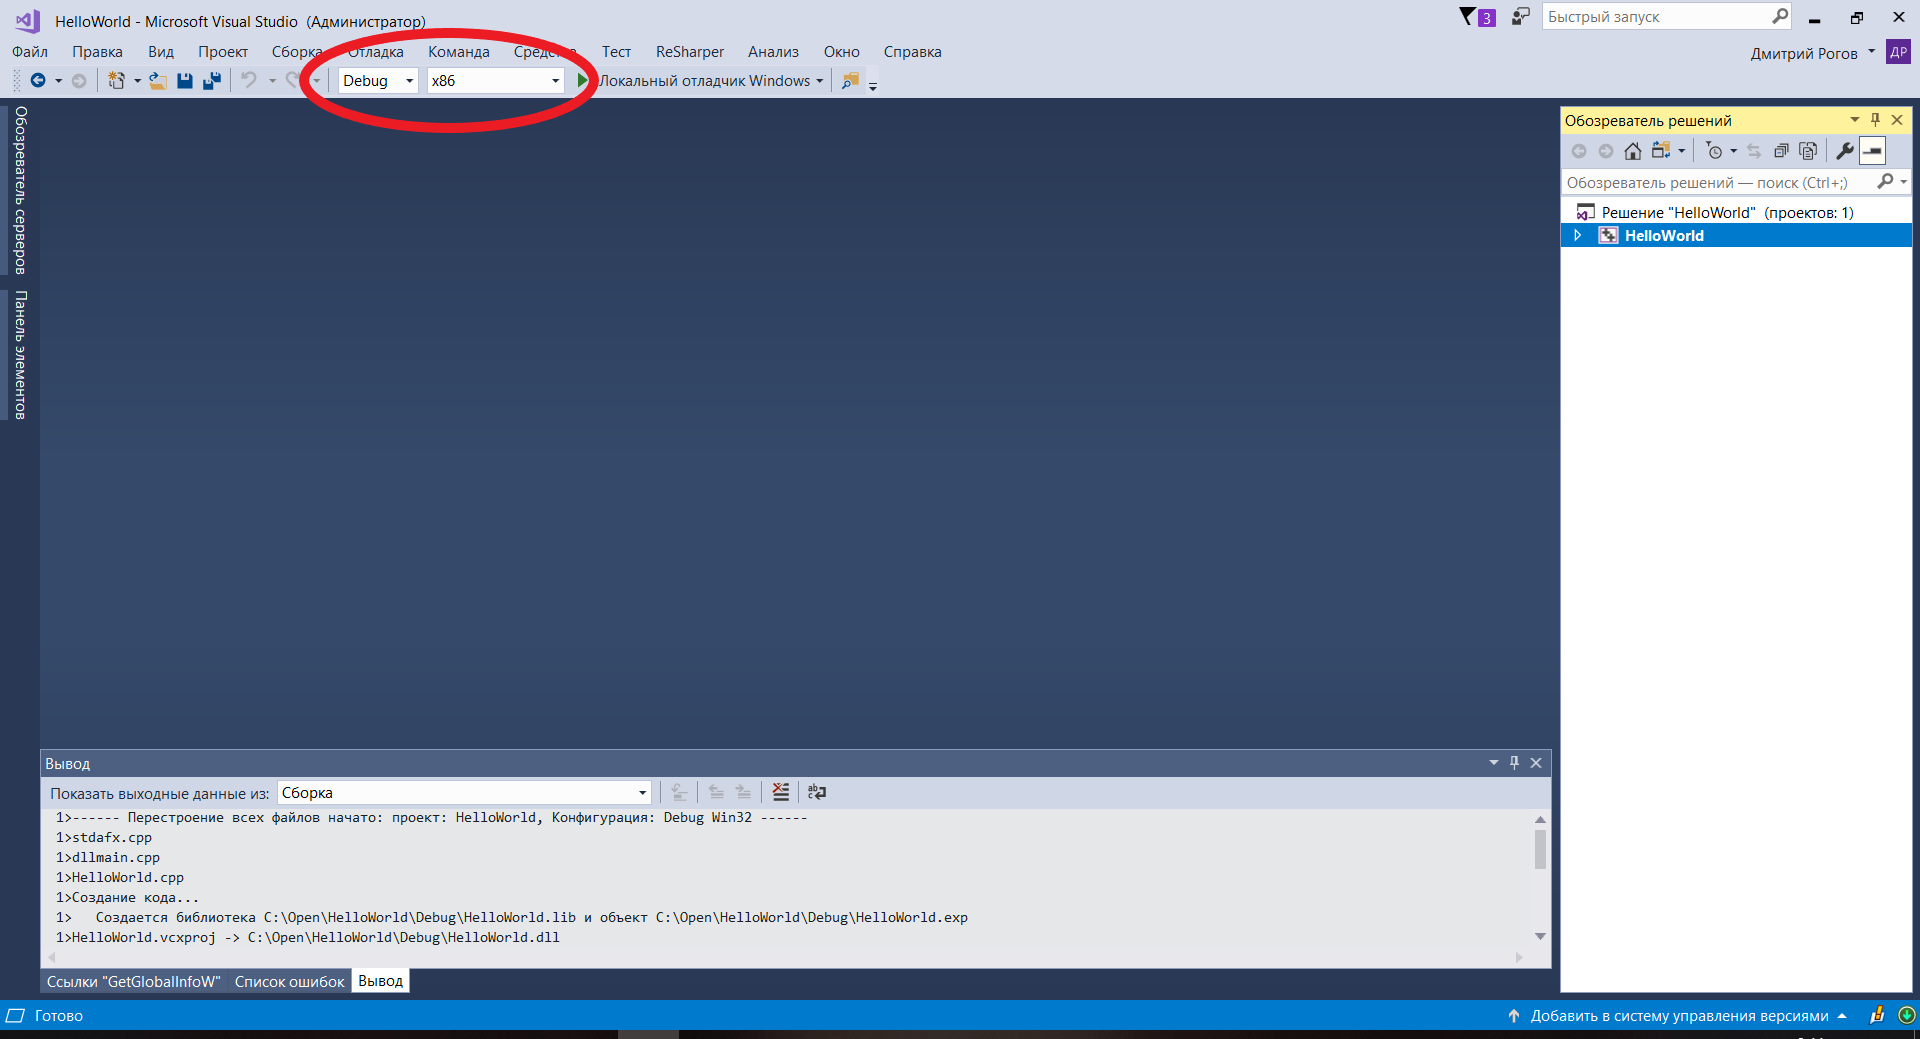 HelloWorld - Microsoft Visual Studio (Администратор)
3
Быстрый запуск
Файл Правка Вид Проект Сборка Отладка Команда Средства Тест ReSharper Анализ Окно Справка
Дмитрий Рогов ДР
Debug x86 Локальный отладчик Windows
Обозреватель серверов
Панель элементов
Обозреватель решений
Обозреватель решений — поиск (Ctrl+;)
Решение "HelloWorld" (проектов: 1)
HelloWorld
Вывод
Показать выходные данные из: Сборка
1>------ Перестроение всех файлов начато: проект: HelloWorld, Конфигурация: Debug Win32 ------
1>stdafx.cpp
1>dllmain.cpp
1>HelloWorld.cpp
1>Создание кода...
1> Создается библиотека C:\Open\HelloWorld\Debug\HelloWorld.lib и объект C:\Open\HelloWorld\Debug\HelloWorld.exp
1>HelloWorld.vcxproj -> C:\Open\HelloWorld\Debug\HelloWorld.dll
Ссылки "GetGlobalInfoW" Список ошибок Вывод
Готово
Добавить в систему управления версиями